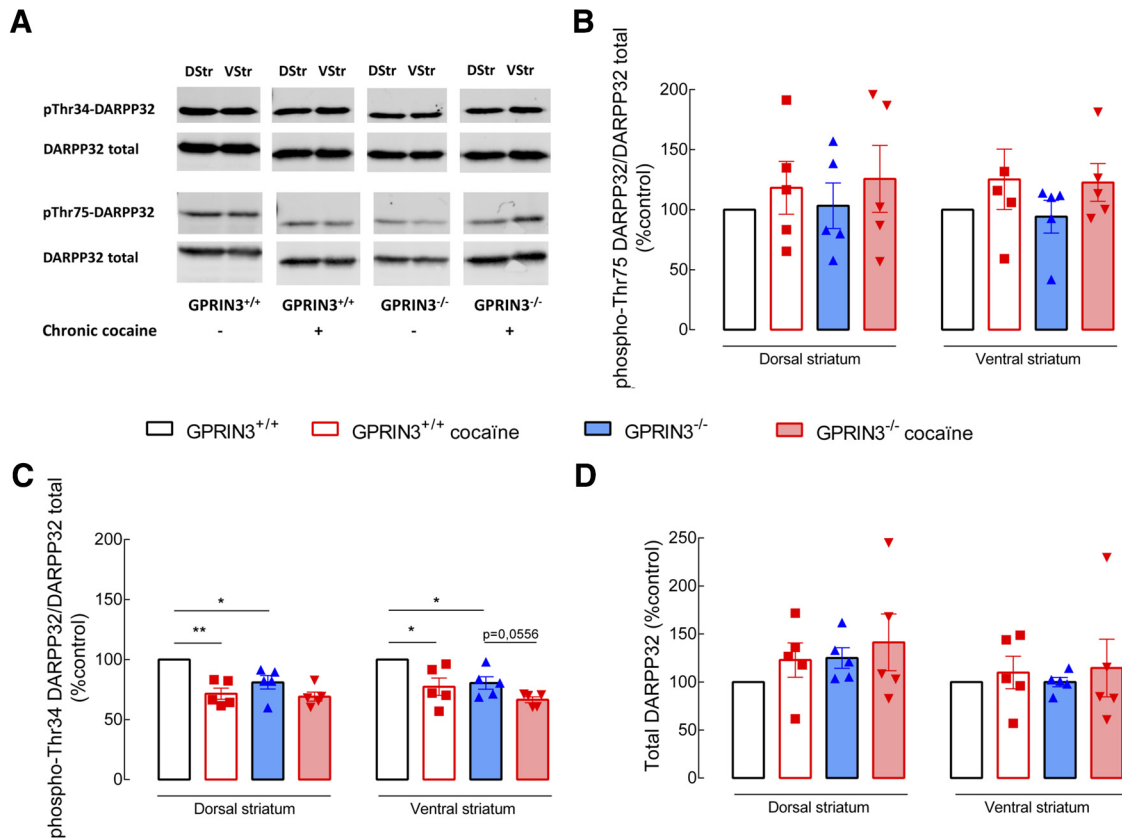 A
DStr VStr DStr VStr DStr VStr DStr VStr
pThr34-DARPP32
DARPP32 total
pThr75-DARPP32
DARPP32 total
GPRIN3+/+ GPRIN3+/+ GPRIN3-/- GPRIN3-/-
Chronic cocaine - + - +
B
phospho-Thr75 DARPP32/DARPP32 total
(%control)
200
150
100
50
0
Dorsal striatum Ventral striatum
GPRIN3+/+ GPRIN3+/+ cocaïne GPRIN3-/- GPRIN3-/- cocaïne
C
phospho-Thr34 DARPP32/DARPP32 total
(%control)
200
150
100
50
0
* *
** * p=0,0556
Dorsal striatum Ventral striatum
D
Total DARPP32 (%control)
250
200
150
100
50
0
Dorsal striatum Ventral striatum